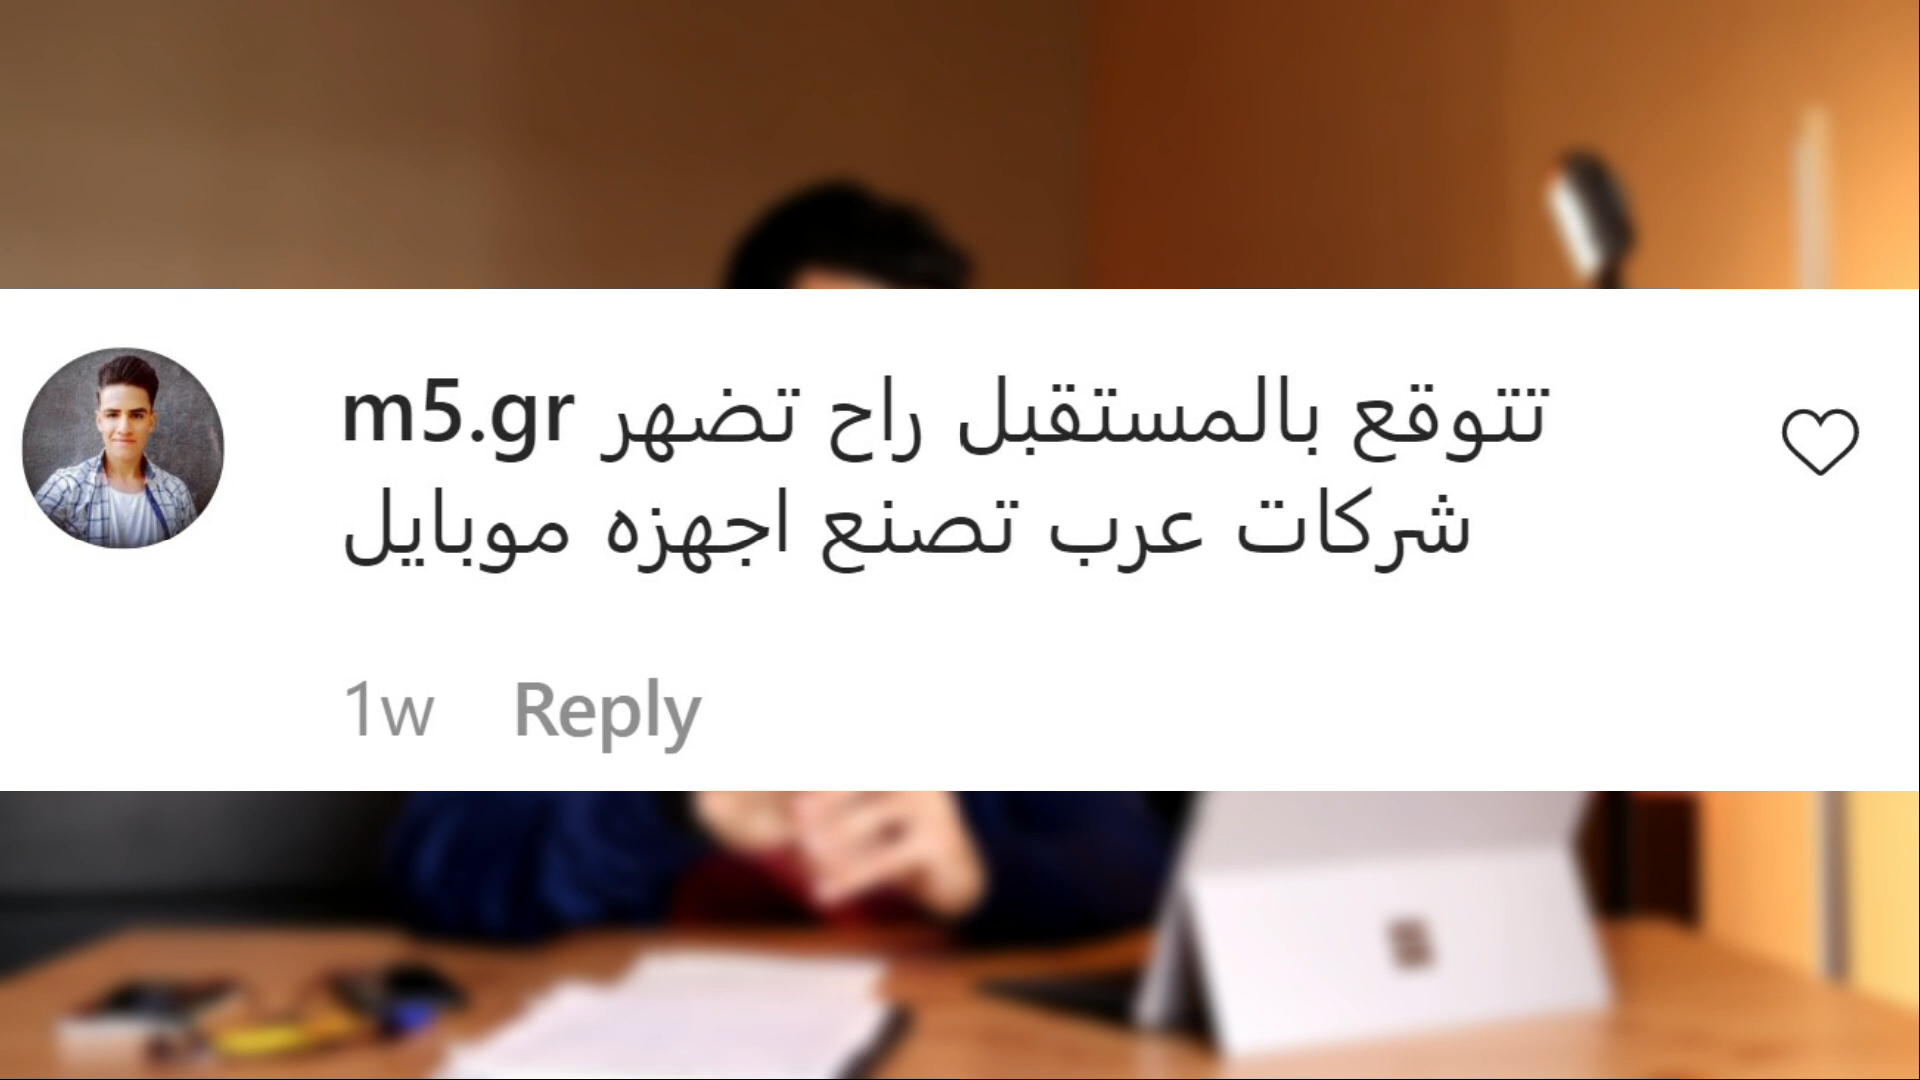 m5.gr تتوقع بالمستقبل راح تضهر
شركات عرب تصنع اجهزه موبايل
1w Reply